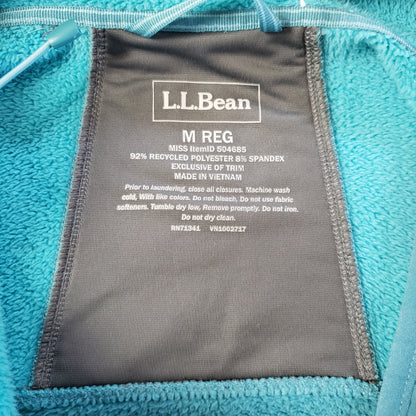 L.L.Bean
M REG
MISS ItemID 504685
92% RECYCLED POLYESTER 8% SPANDEX
EXCLUSIVE OF TRIM
MADE IN VIETNAM
Prior to laundering, close all closures. Machine wash
cold, With like colors. Do not bleach. Do not use fabric
softeners. Tumble dry low, Remove promptly. Do not iron.
Do not dry clean.
RN71341 VN1063717